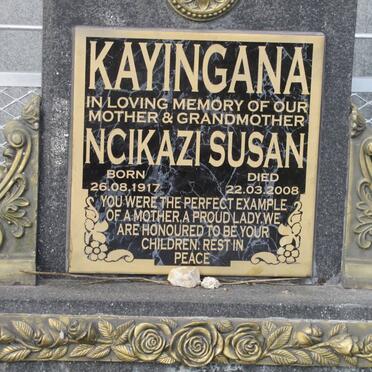 KAYINGANA
IN LOVING MEMORY OF OUR
MOTHER & GRANDMOTHER
NCIKAZI SUSAN
BORN DIED
26.08.1917 22.03.2008
YOU WERE THE PERFECT EXAMPLE
OF A MOTHER.A PROUD LADY.WE
ARE HONOURED TO BE YOUR
CHILDREN. REST IN
PEACE